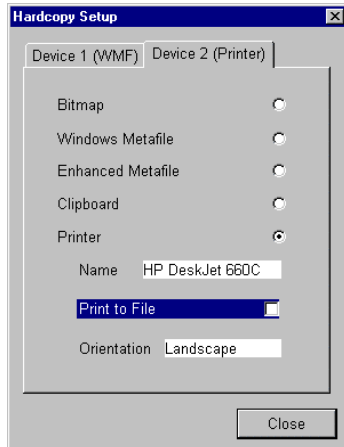 Hardcopy Setup
Device 1 (WMF) Device 2 (Printer)
Bitmap
Windows Metafile
Enhanced Metafile
Clipboard
Printer
Name HP DeskJet 660C
Print to File
Orientation Landscape
Close